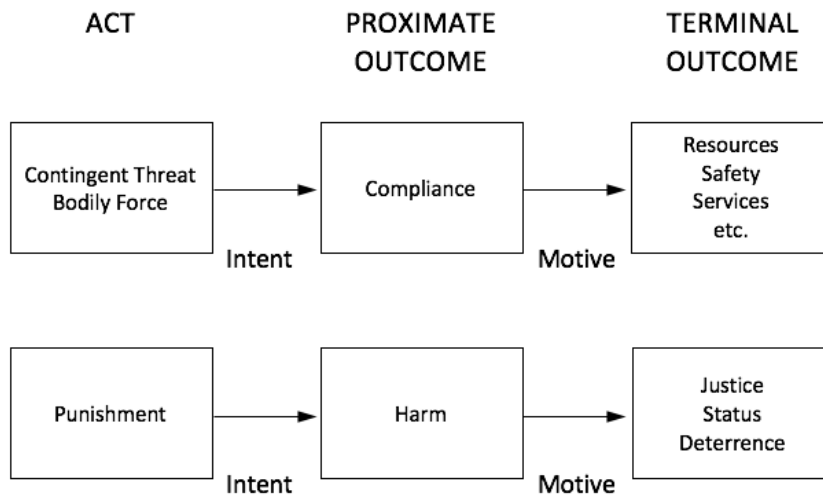 ACT
PROXIMATE
OUTCOME
TERMINAL
OUTCOME
Contingent Threat
Bodily Force
Intent
Compliance
Motive
Resources
Safety
Services
etc.
Punishment
Intent
Harm
Motive
Justice
Status
Deterrence